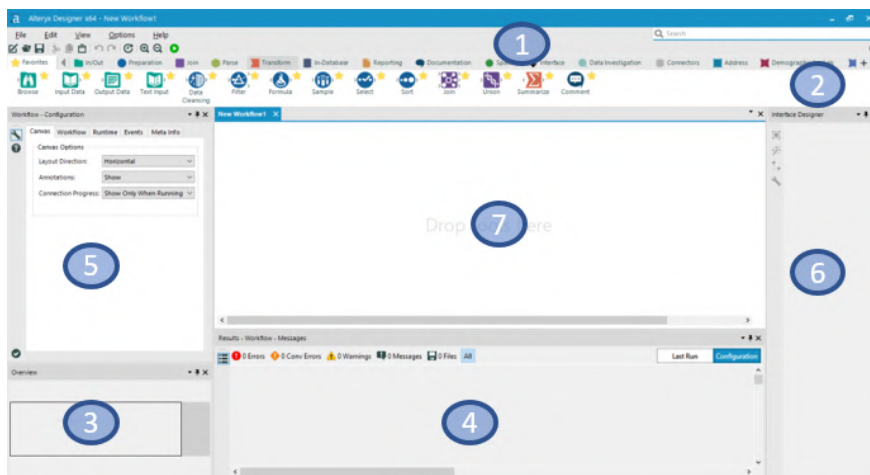 Alteryx Designer x64 - New Workflow1
File Edit View Options Help
Search
1
Favorites In/Out Preparation Join Parse Transform In-Database Reporting Documentation Interface Data Investigation Connectors Address
2
Browse Input Data Output Data Text Input Data Cleansing Filter Formula Sample Select Sort Join Union Summarize Comment
Workflow - Configuration
New Workflow1
Interface Designer
Canvas Workflow Runtime Events Meta Info
Canvas Options
Layout Direction: Horizontal
Annotations: Show
Connection Progress: Show Only When Running
Drop here
7
5
6
Results - Workflow - Messages
0 Errors 0 Conv Errors 0 Warnings 0 Messages 0 Files All
Last Run Configuration
Overview
3
4